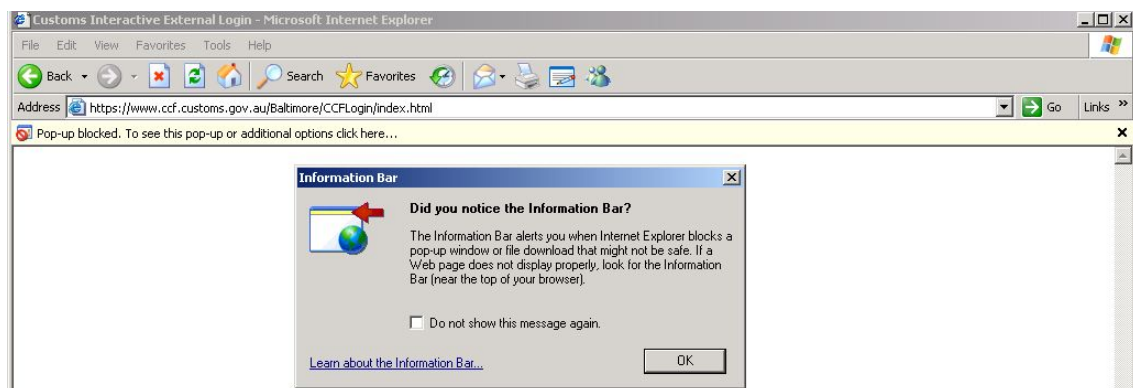 Customs Interactive External Login - Microsoft Internet Explorer
File Edit View Favorites Tools Help
Back Search Favorites
Address https://www.ccf.customs.gov.au/Baltimore/CCFLogin/index.html Go Links »
Pop-up blocked. To see this pop-up or additional options click here...
Information Bar
Did you notice the Information Bar?
The Information Bar alerts you when Internet Explorer blocks a
pop-up window or file download that might not be safe. If a
Web page does not display properly, look for the Information
Bar (near the top of your browser).
Do not show this message again.
Learn about the Information Bar... OK